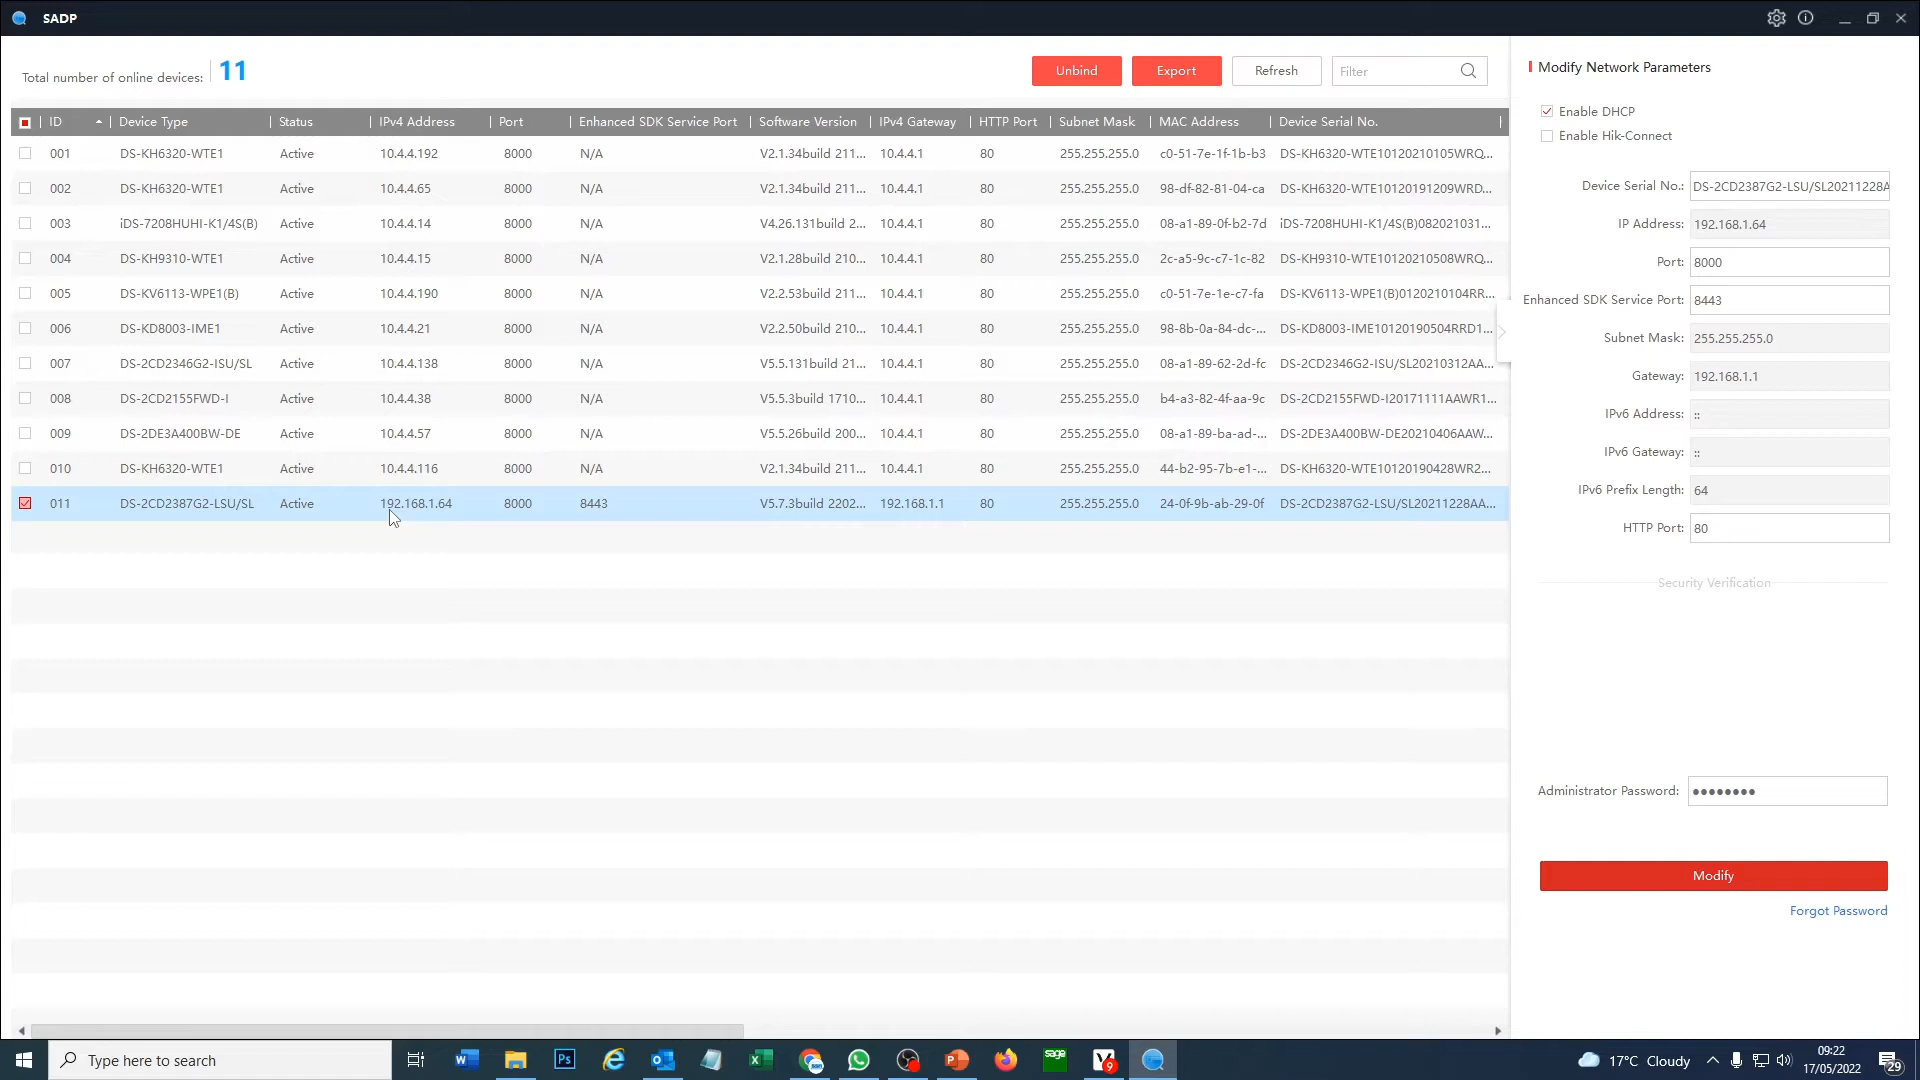 SADP
Total number of online devices: 11
Unbind
Export
Refresh
Filter
ID | Device Type | Status | IPv4 Address | Port | Enhanced SDK Service Port | Software Version | IPv4 Gateway | HTTP Port | Subnet Mask | MAC Address | Device Serial No.
001 DS-KH6320-WTE1 Active 10.4.4.192 8000 N/A V2.1.34build 211... 10.4.4.1 80 255.255.255.0 c0-51-7e-1f-1b-b3 DS-KH6320-WTE10120210105WRQ...
002 DS-KH6320-WTE1 Active 10.4.4.65 8000 N/A V2.1.34build 211... 10.4.4.1 80 255.255.255.0 98-df-82-81-04-ca DS-KH6320-WTE10120191209WRD...
003 iDS-7208HUHI-K1/4S(B) Active 10.4.4.14 8000 N/A V4.26.131build 2... 10.4.4.1 80 255.255.255.0 08-a1-89-0f-b2-7d iDS-7208HUHI-K1/4S(B)082021031...
004 DS-KH9310-WTE1 Active 10.4.4.15 8000 N/A V2.1.28build 210... 10.4.4.1 80 255.255.255.0 2c-a5-9c-c7-1c-82 DS-KH9310-WTE10120210508WRQ...
005 DS-KV6113-WPE1(B) Active 10.4.4.190 8000 N/A V2.2.53build 211... 10.4.4.1 80 255.255.255.0 c0-51-7e-1e-c7-fa DS-KV6113-WPE1(B)0120210104RR...
006 DS-KD8003-IME1 Active 10.4.4.21 8000 N/A V2.2.50build 210... 10.4.4.1 80 255.255.255.0 98-8b-0a-84-dc-... DS-KD8003-IME10120190504RRD1...
007 DS-2CD2346G2-ISU/SL Active 10.4.4.138 8000 N/A V5.5.131build 21... 10.4.4.1 80 255.255.255.0 08-a1-89-62-2d-fc DS-2CD2346G2-ISU/SL20210312AA...
008 DS-2CD2155FWD-I Active 10.4.4.38 8000 N/A V5.5.3build 1710... 10.4.4.1 80 255.255.255.0 b4-a3-82-4f-aa-9c DS-2CD2155FWD-I20171111AAWR1...
009 DS-2DE3A400BW-DE Active 10.4.4.57 8000 N/A V5.5.26build 200... 10.4.4.1 80 255.255.255.0 08-a1-89-ba-ad-... DS-2DE3A400BW-DE20210406AAW...
010 DS-KH6320-WTE1 Active 10.4.4.116 8000 N/A V2.1.34build 211... 10.4.4.1 80 255.255.255.0 44-b2-95-7b-e1-... DS-KH6320-WTE10120190428WR2...
011 DS-2CD2387G2-LSU/SL Active 192.168.1.64 8000 8443 V5.7.3build 2202... 192.168.1.1 80 255.255.255.0 24-0f-9b-ab-29-0f DS-2CD2387G2-LSU/SL20211228AA...
Modify Network Parameters
Enable DHCP
Enable Hik-Connect
Device Serial No.: DS-2CD2387G2-LSU/SL20211228A
IP Address: 192.168.1.64
Port: 8000
Enhanced SDK Service Port: 8443
Subnet Mask: 255.255.255.0
Gateway: 192.168.1.1
IPv6 Address: ::
IPv6 Gateway: ::
IPv6 Prefix Length: 64
HTTP Port: 80
Security Verification
Administrator Password: ●●●●●●●●
Modify
Forgot Password
Type here to search
Ps
sage
9
17°C Cloudy
09:22
17/05/2022
29